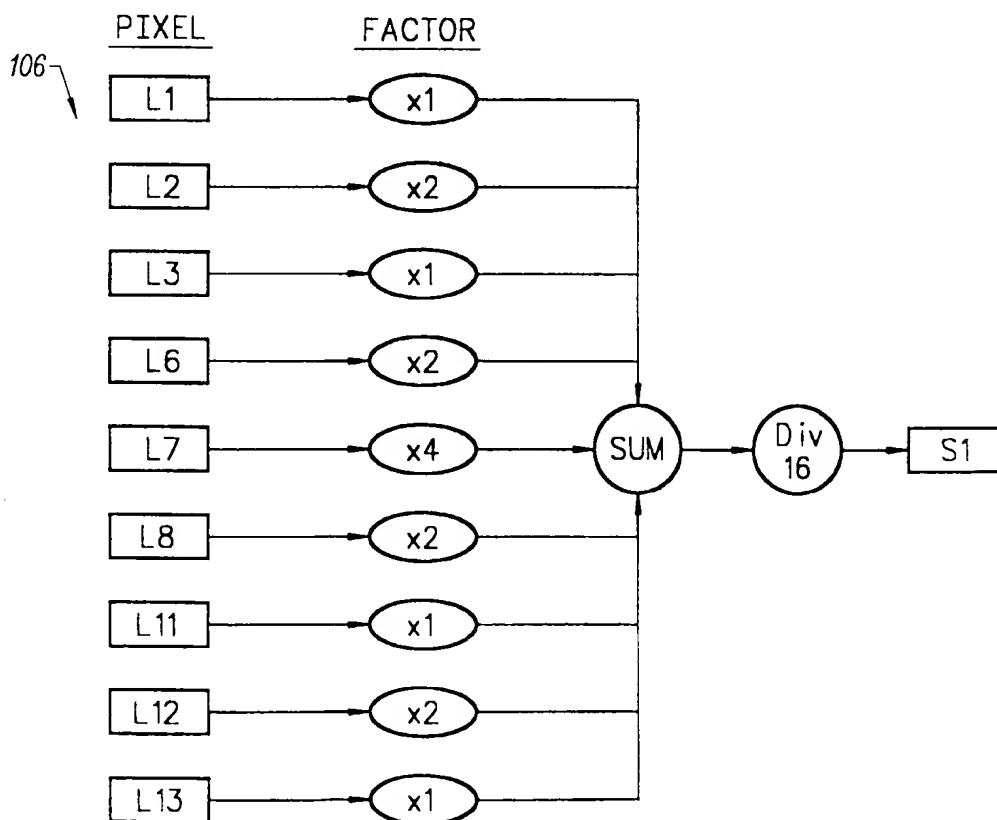 PIXEL FACTOR
106
L1 x1
L2 x2
L3 x1
L6 x2
L7 x4 SUM Div 16 S1
L8 x2
L11 x1
L12 x2
L13 x1